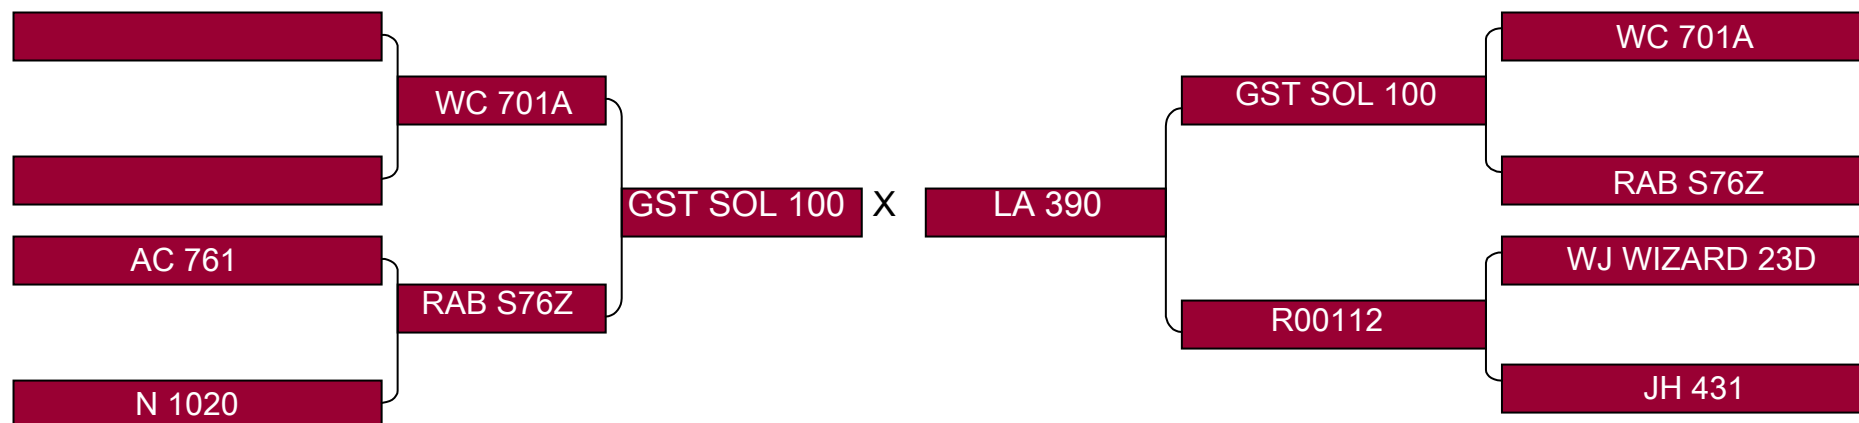 WC 701A
WC 701A
GST SOL 100
RAB S76Z
GST SOL 100
X
LA 390
AC 761
WJ WIZARD 23D
RAB S76Z
R00112
N 1020
JH 431